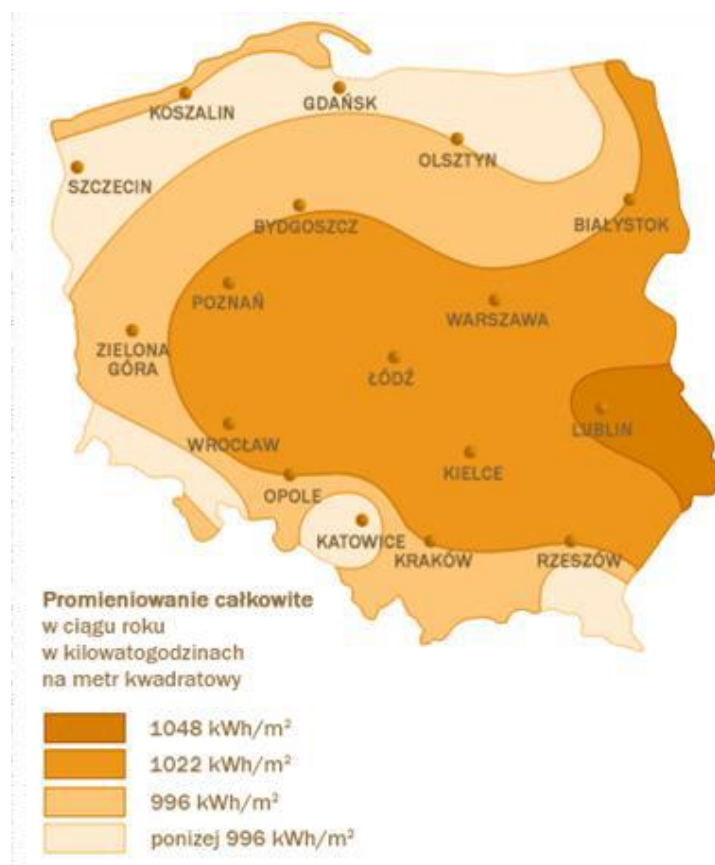 KOSZALIN
GDAŃSK
OLSZTYN
SZCZECIN
BYDGOSZCZ
BIAŁYSTOK
POZNAŃ
WARSZAWA
ZIELONA
GÓRA
ŁÓDŹ
LUBLIN
WROCŁAW
KIELCE
OPOLE
KATOWICE
KRAKÓW
RZESZÓW
Promieniowanie całkowite
w ciągu roku
w kilowatogodzinach
na metr kwadratowy
1048 kWh/m²
1022 kWh/m²
996 kWh/m²
poniżej 996 kWh/m²